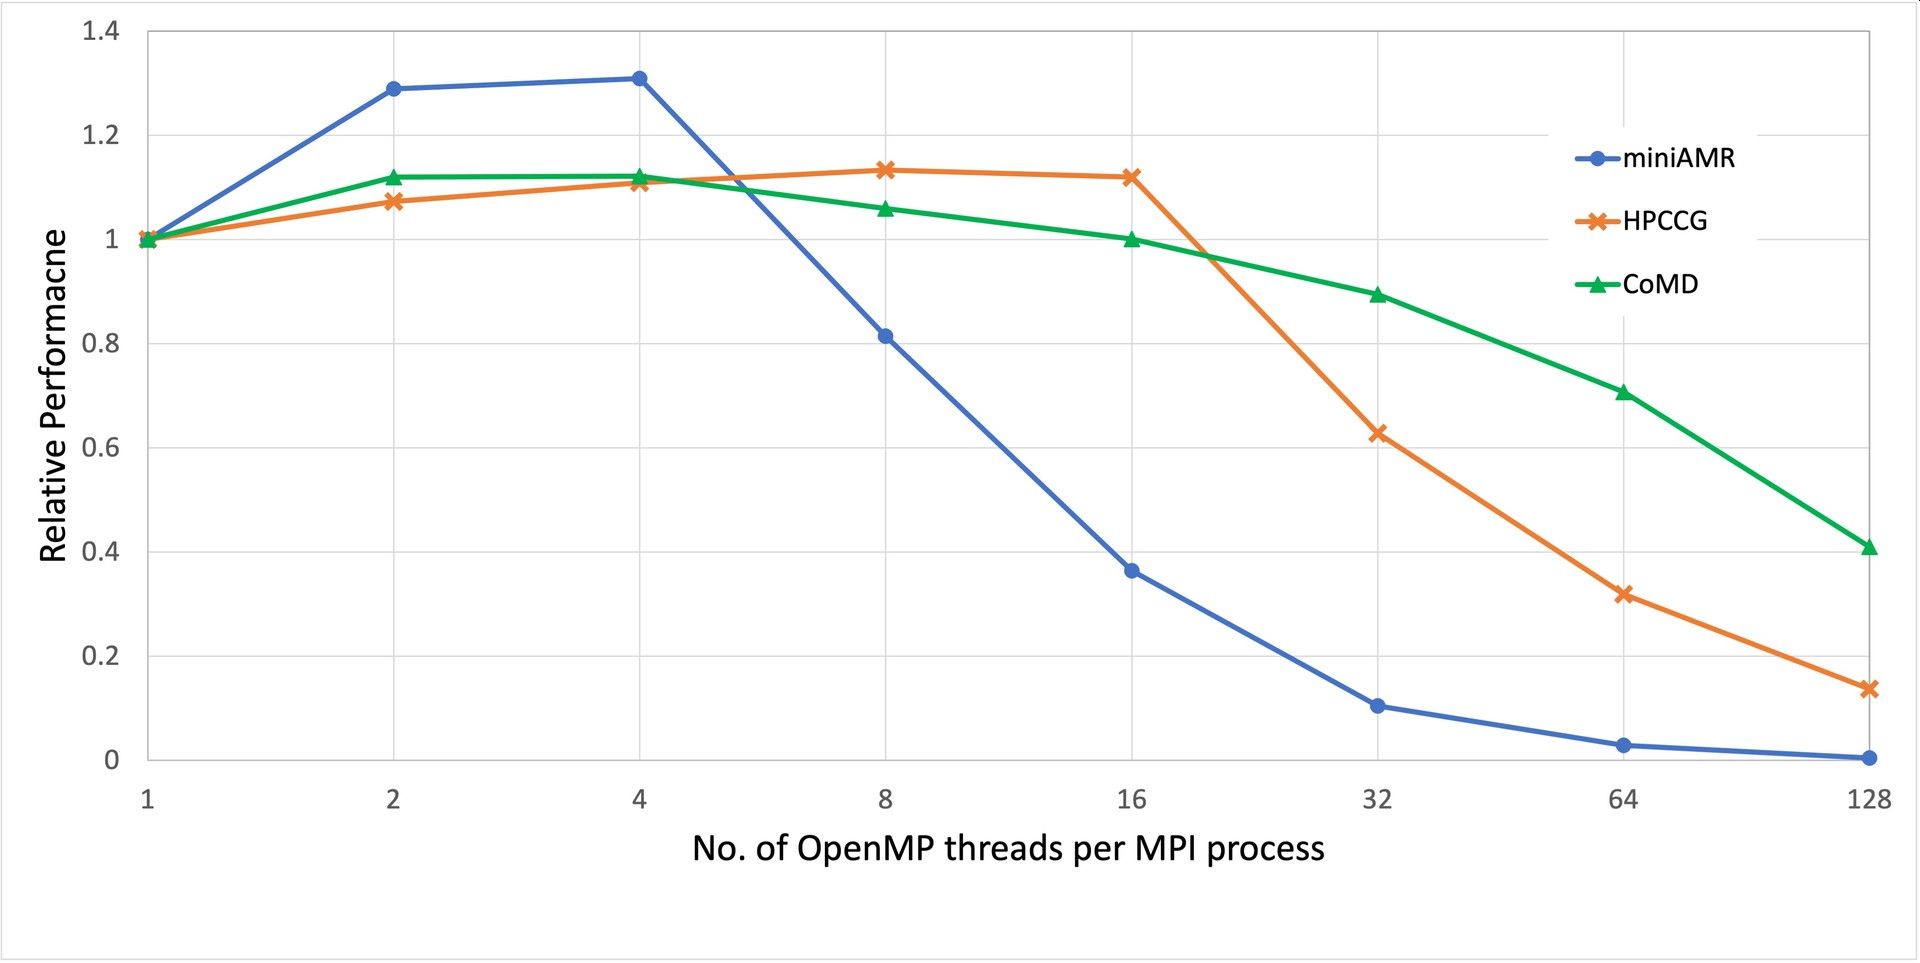 1.4
1.2
1
0.8
0.6
0.4
0.2
0
Relative Performacne
miniAMR
HPCCG
CoMD
1 2 4 8 16 32 64 128
No. of OpenMP threads per MPI process